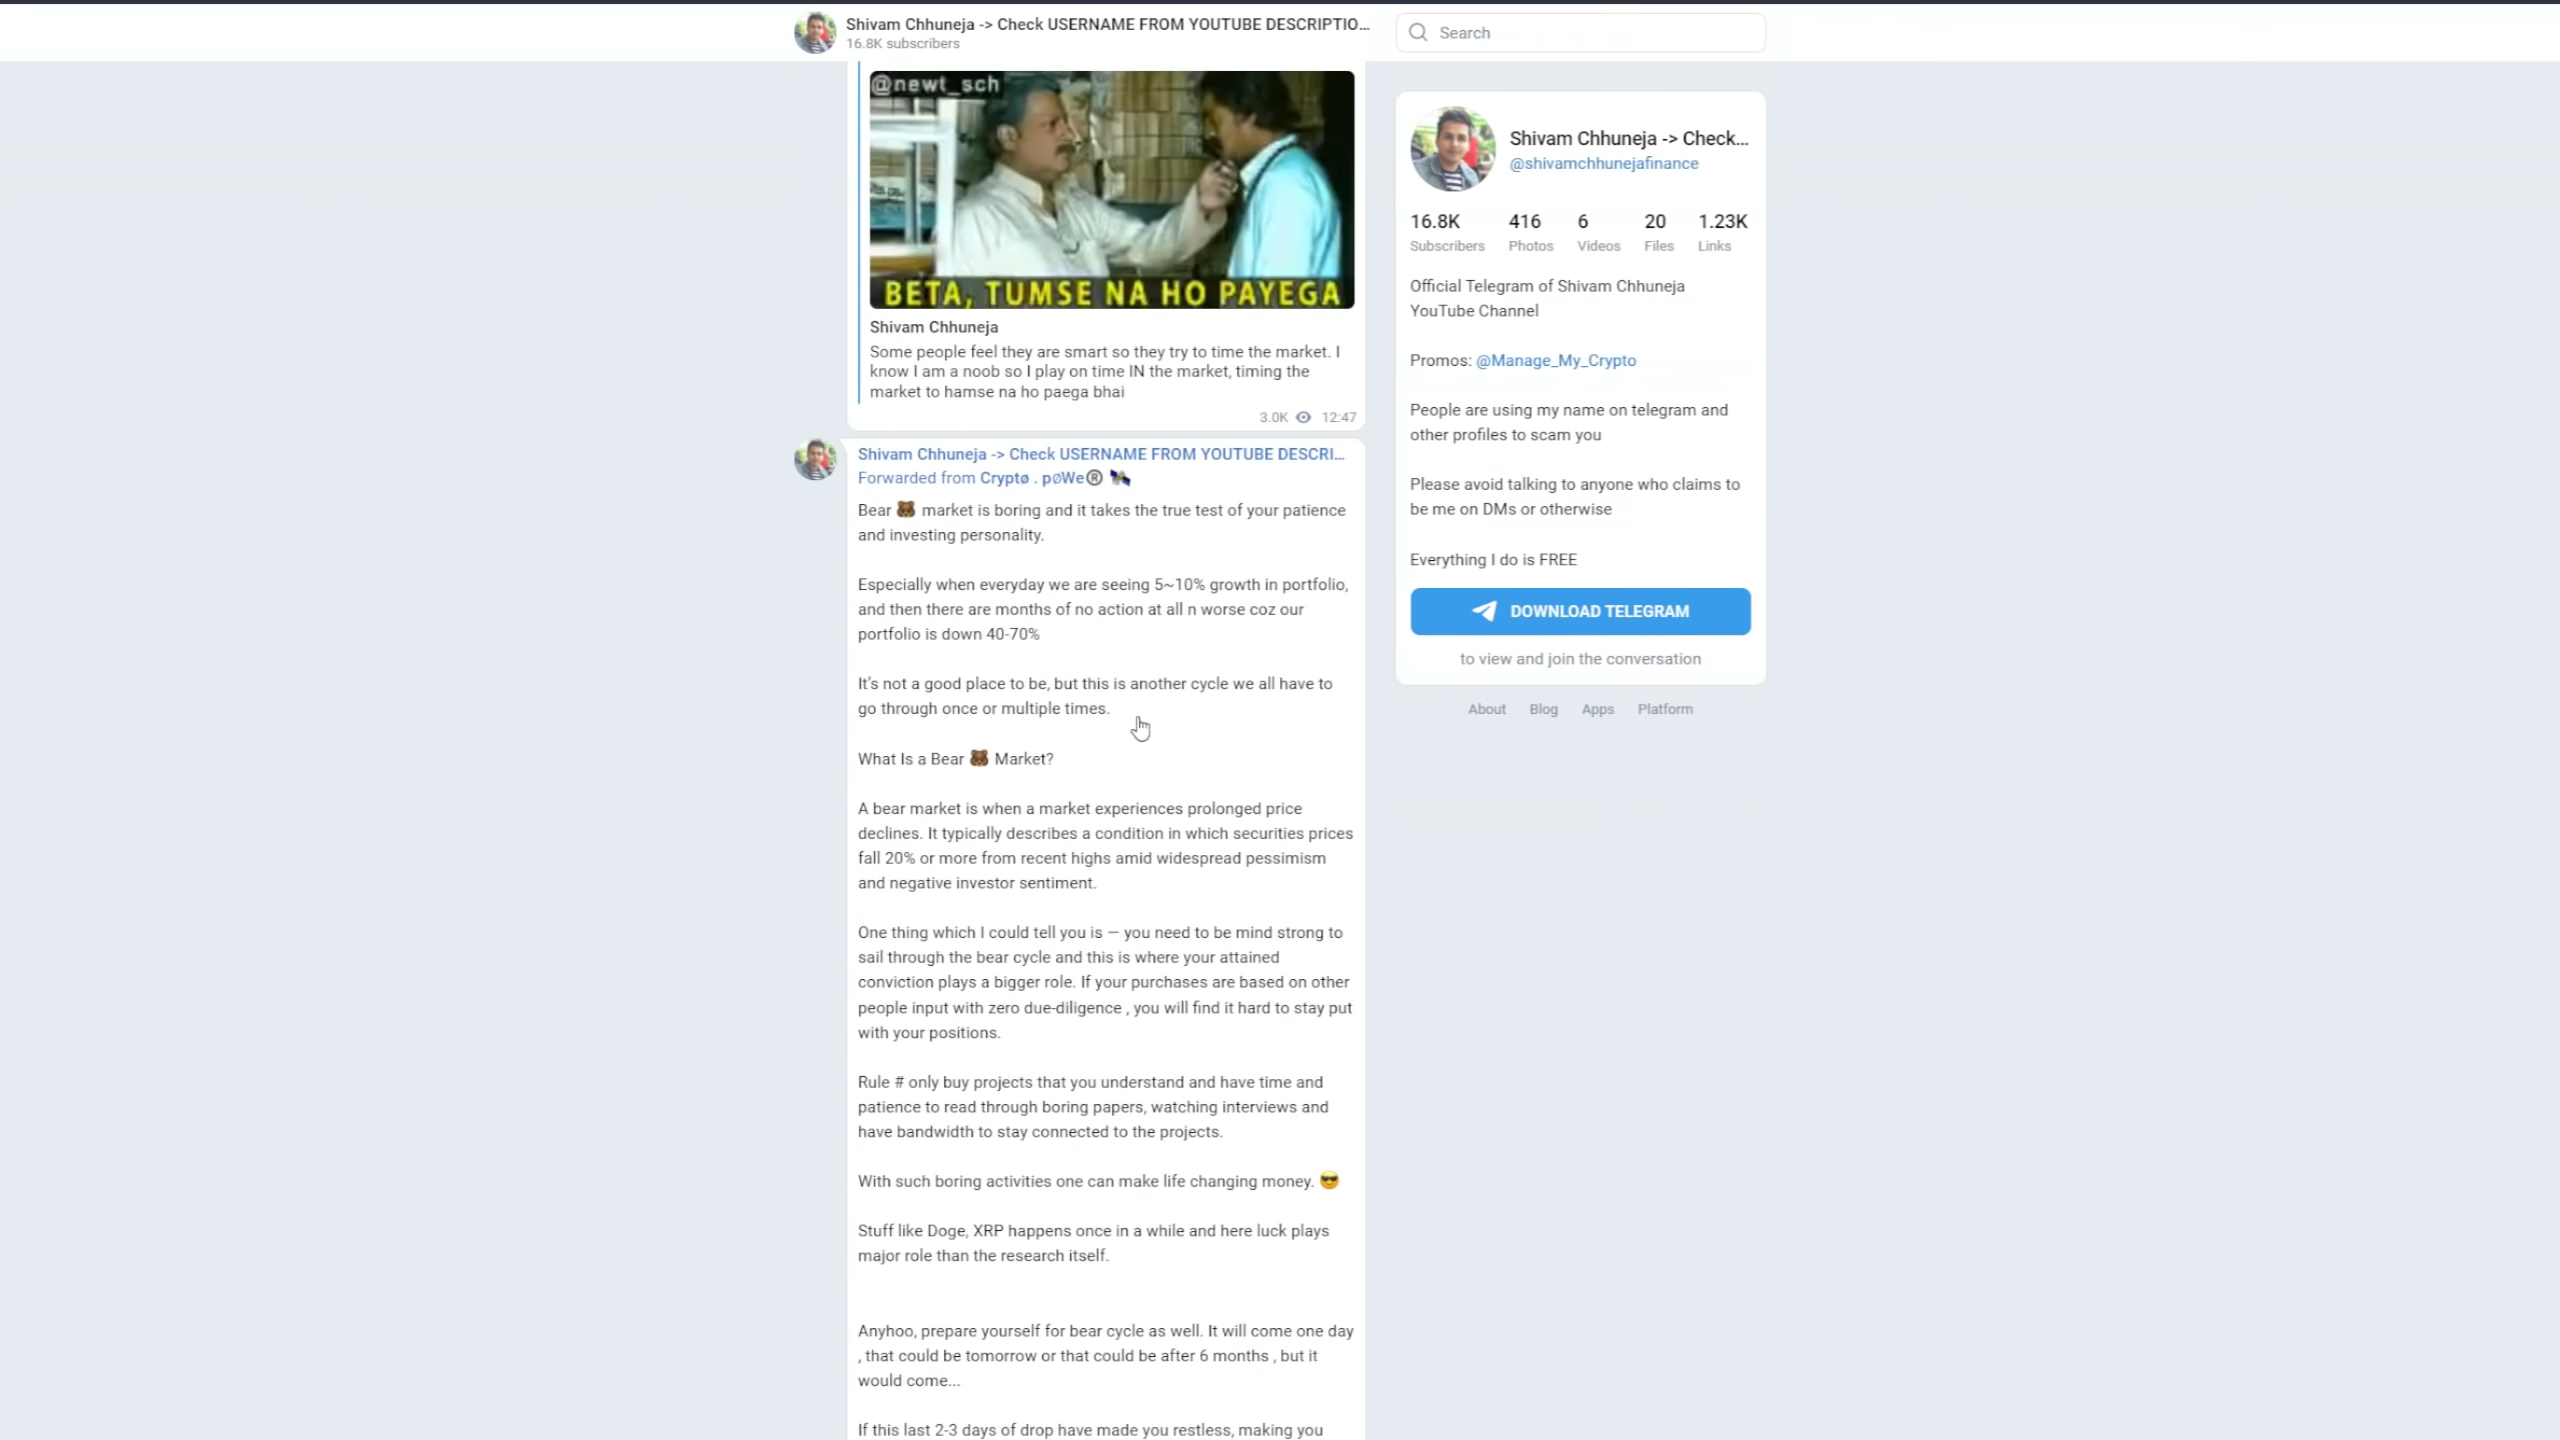 Shivam Chhuneja -> Check USERNAME FROM YOUTUBE DESCRIPTIO...
16.8K subscribers
Search
@newt_sch
BETA, TUMSE NA HO PAYEGA
Shivam Chhuneja
Some people feel they are smart so they try to time the market. I
know I am a noob so I play on time IN the market, timing the
market to hamse na ho paega bhai
3.0K 12:47
Shivam Chhuneja -> Check USERNAME FROM YOUTUBE DESCRI...
Forwarded from Cryptø . pØWe®️ 🛰
Bear 🐻 market is boring and it takes the true test of your patience
and investing personality.
Especially when everyday we are seeing 5~10% growth in portfolio,
and then there are months of no action at all n worse coz our
portfolio is down 40-70%
It's not a good place to be, but this is another cycle we all have to
go through once or multiple times.
What Is a Bear 🐻 Market?
A bear market is when a market experiences prolonged price
declines. It typically describes a condition in which securities prices
fall 20% or more from recent highs amid widespread pessimism
and negative investor sentiment.
One thing which I could tell you is — you need to be mind strong to
sail through the bear cycle and this is where your attained
conviction plays a bigger role. If your purchases are based on other
people input with zero due-diligence , you will find it hard to stay put
with your positions.
Rule # only buy projects that you understand and have time and
patience to read through boring papers, watching interviews and
have bandwidth to stay connected to the projects.
With such boring activities one can make life changing money. 😎
Stuff like Doge, XRP happens once in a while and here luck plays
major role than the research itself.
Anyhoo, prepare yourself for bear cycle as well. It will come one day
, that could be tomorrow or that could be after 6 months , but it
would come...
If this last 2-3 days of drop have made you restless, making you
Shivam Chhuneja -> Check...
@shivamchhunejafinance
16.8K 416 6 20 1.23K
Subscribers Photos Videos Files Links
Official Telegram of Shivam Chhuneja
YouTube Channel
Promos: @Manage_My_Crypto
People are using my name on telegram and
other profiles to scam you
Please avoid talking to anyone who claims to
be me on DMs or otherwise
Everything I do is FREE
DOWNLOAD TELEGRAM
to view and join the conversation
About Blog Apps Platform